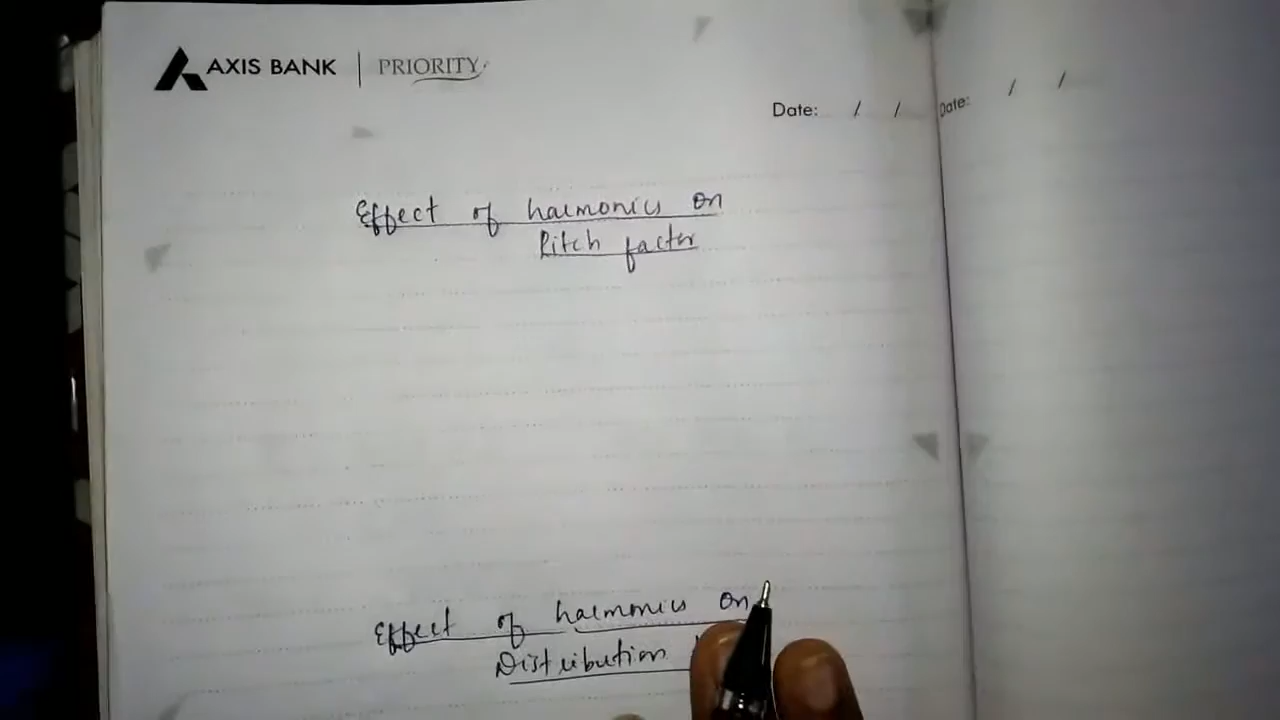 AXIS BANK | PRIORITY
Date: / /
Date: / /
Effect of harmonics on
Pitch factor
Effect of harmonics on
Distribution